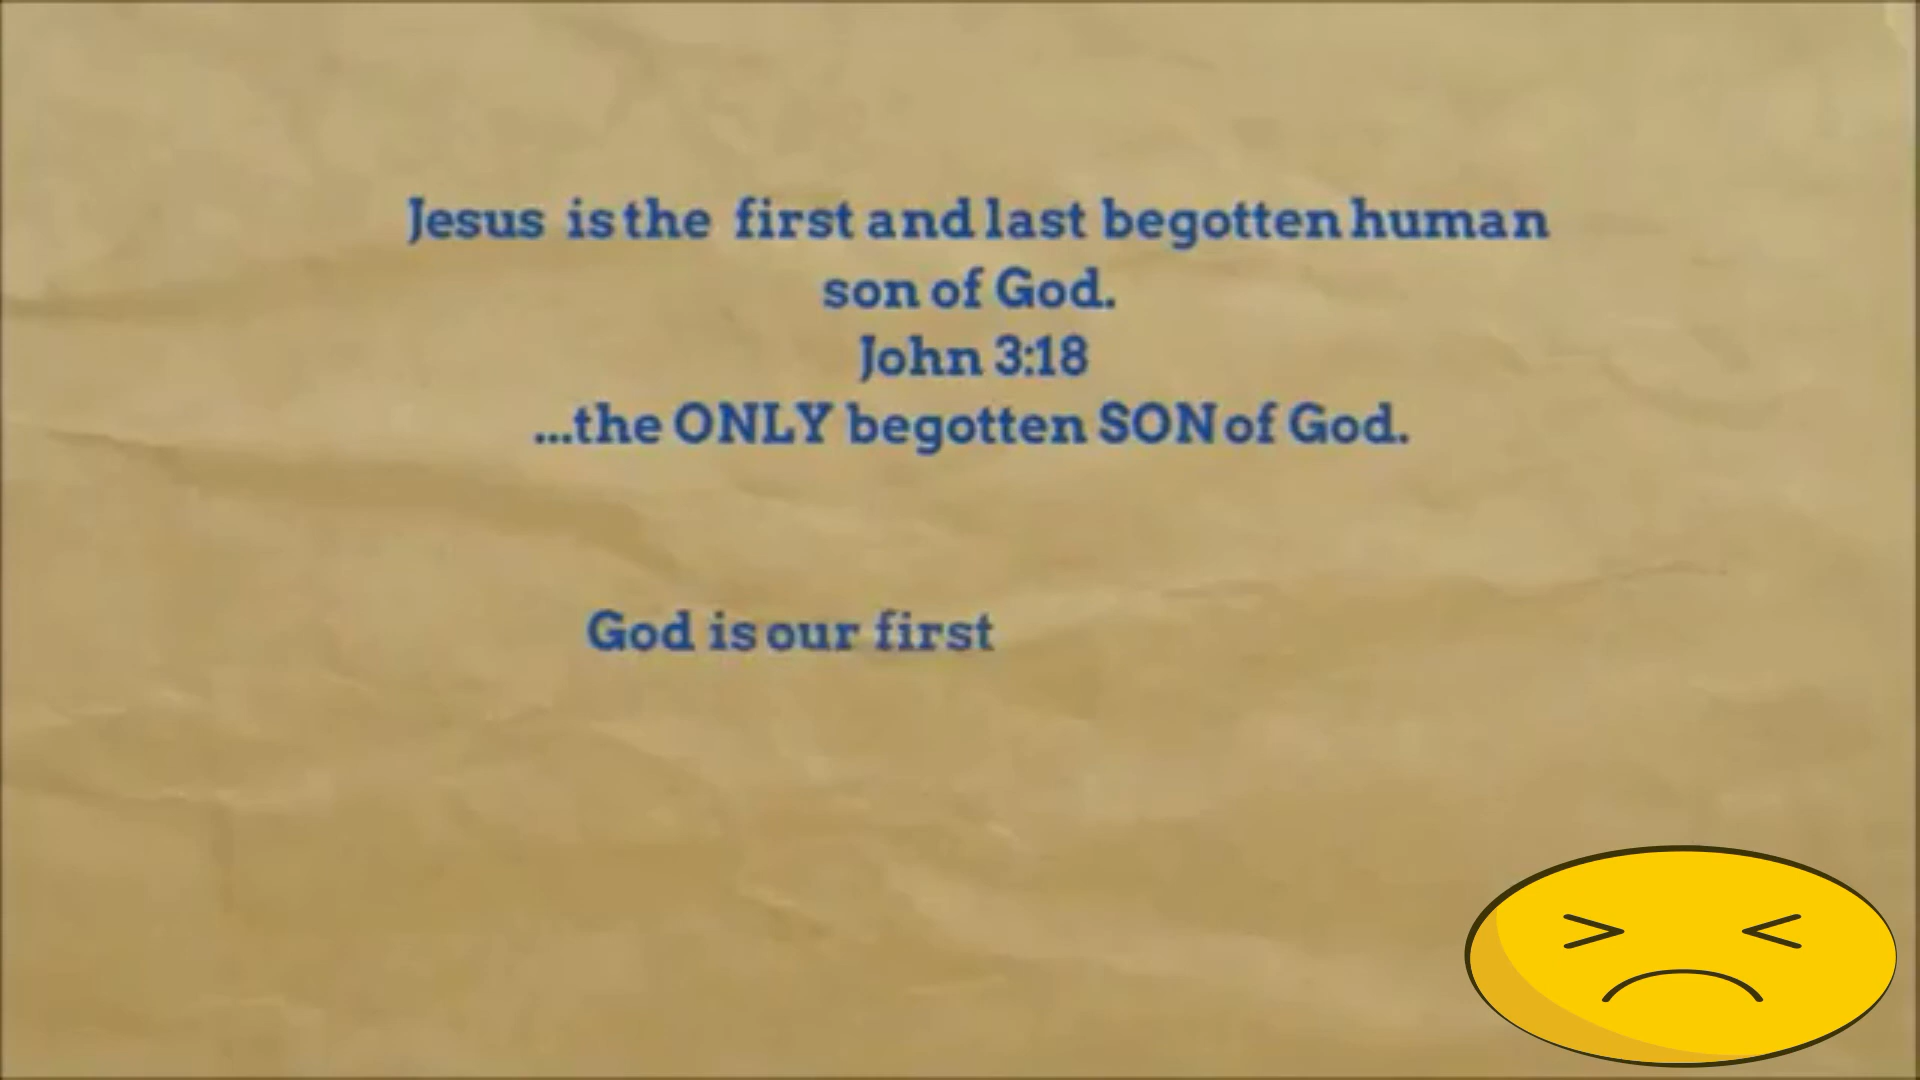 Jesus is the first and last begotten human
son of God.
John 3:18
...the ONLY begotten SON of God.
God is our first